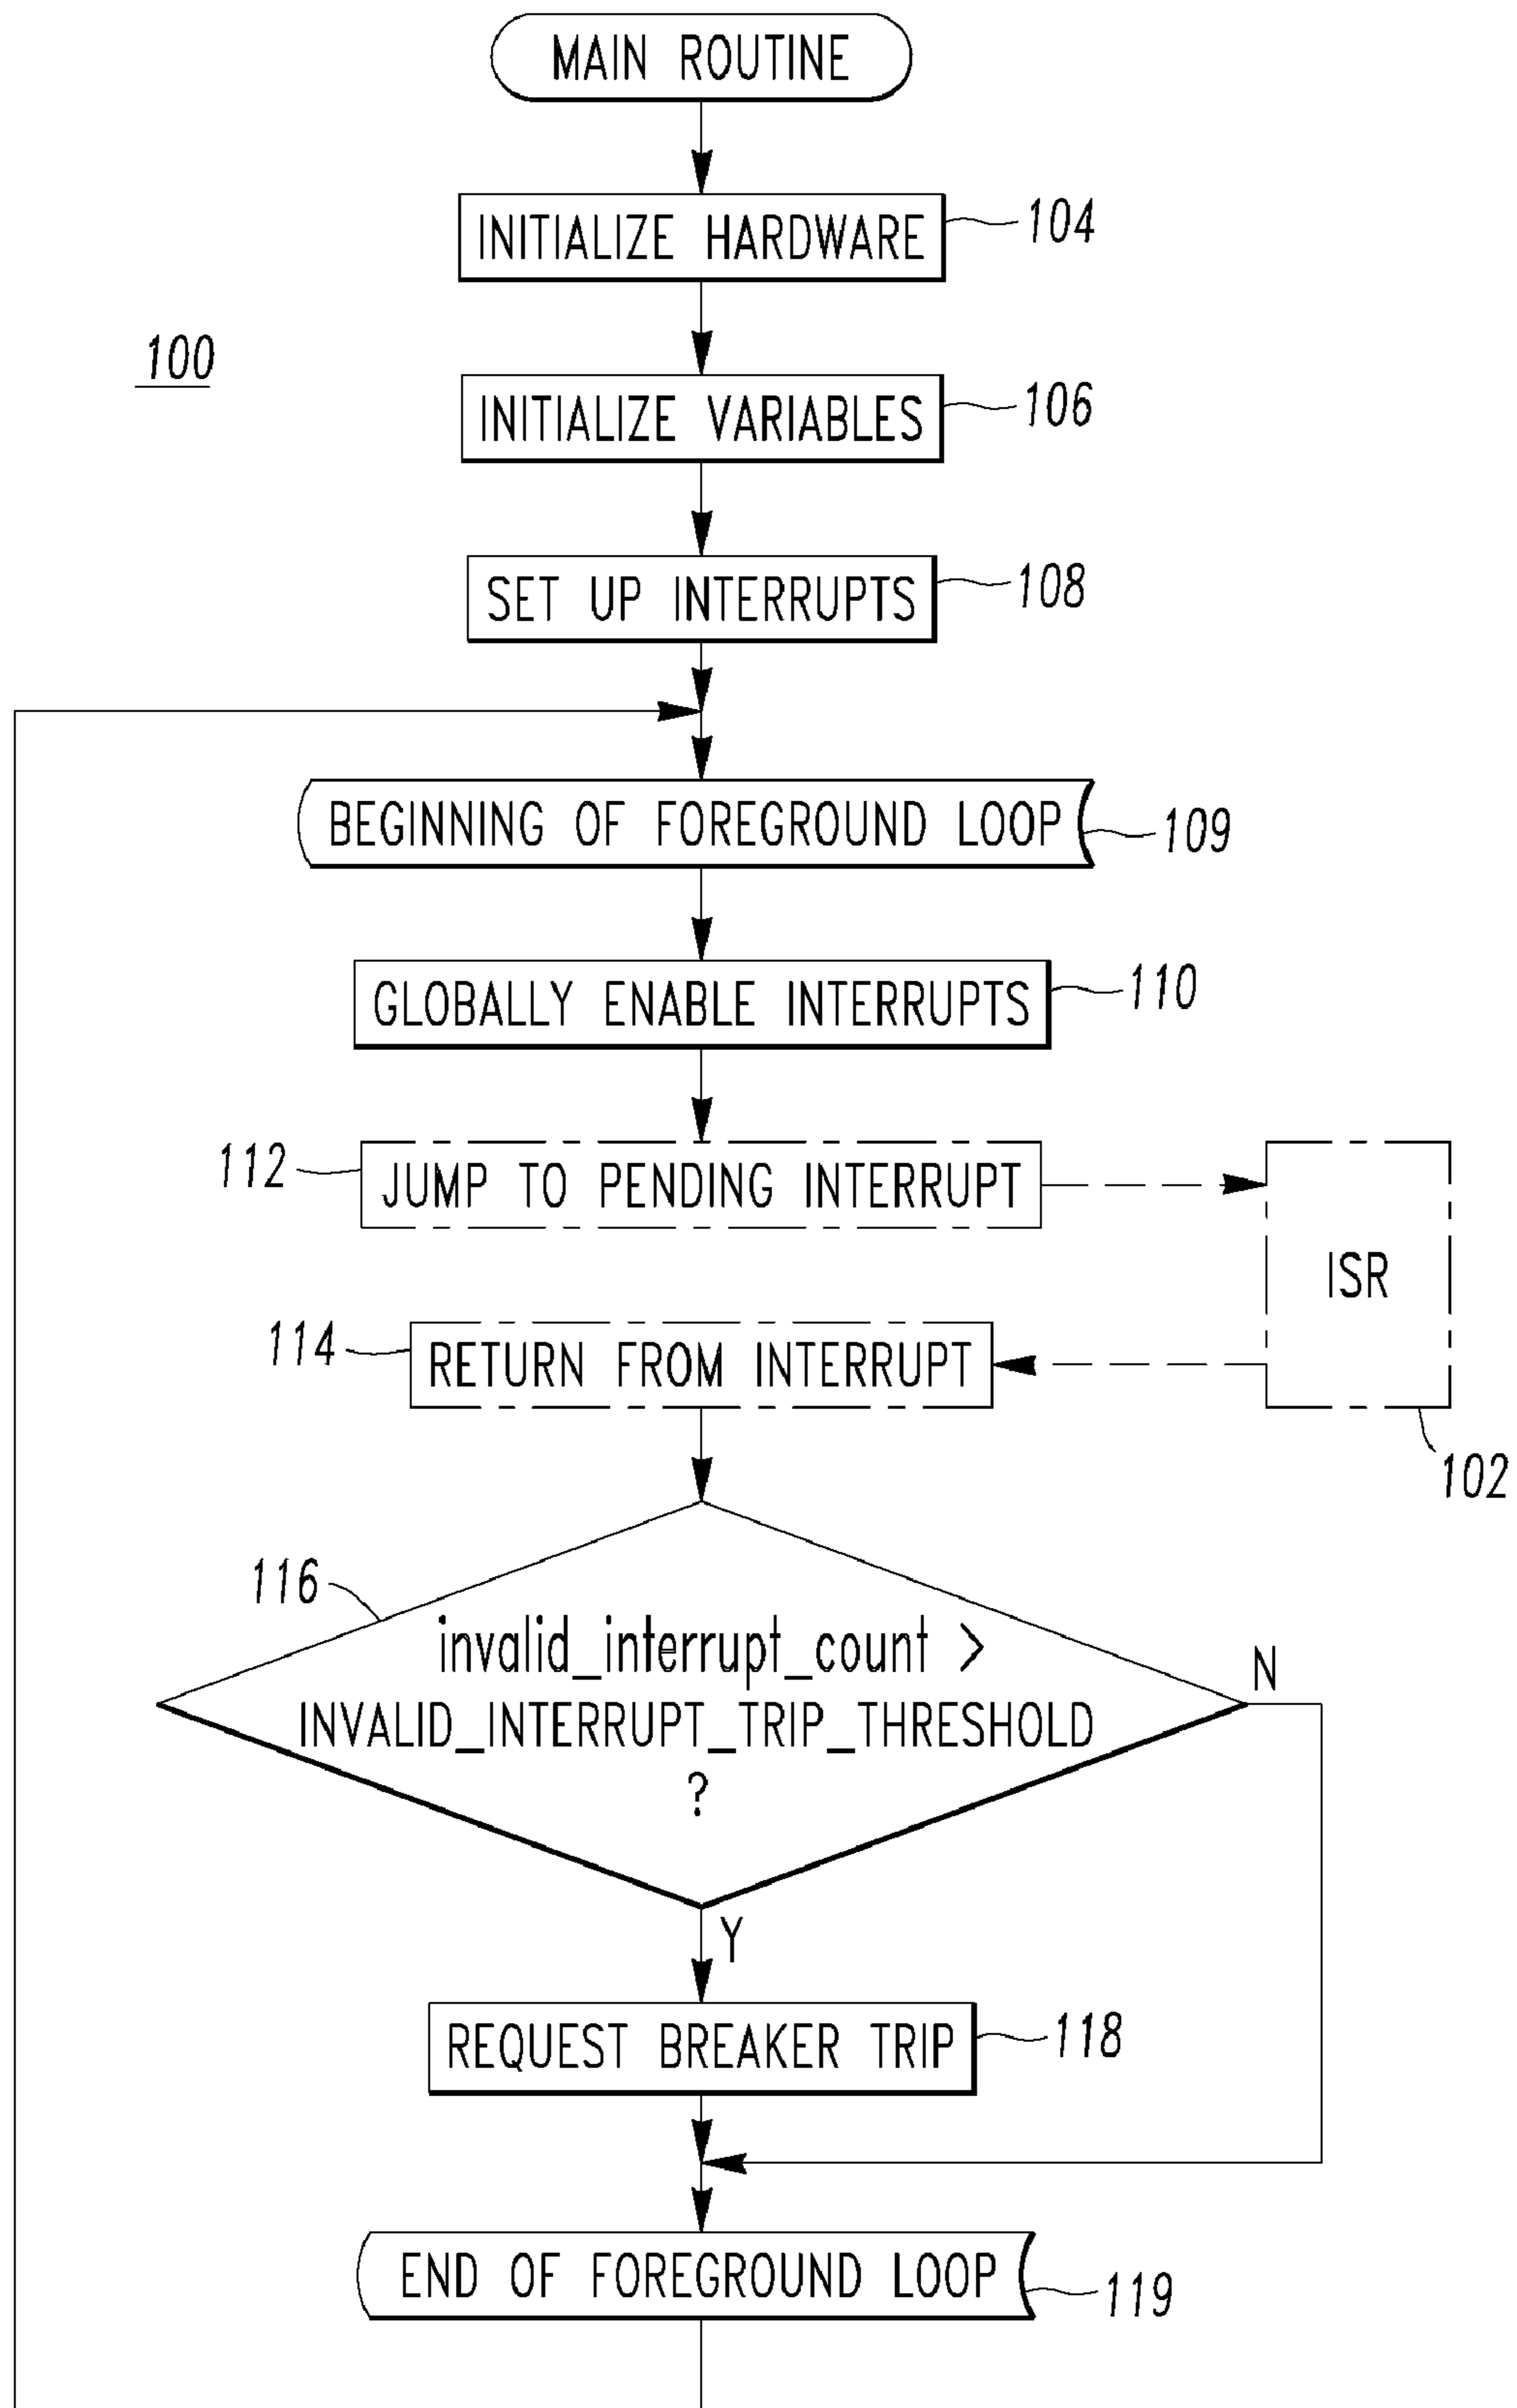 MAIN ROUTINE
INITIALIZE HARDWARE
104
100
INITIALIZE VARIABLES
106
SET UP INTERRUPTS
108
BEGINNING OF FOREGROUND LOOP
109
GLOBALLY ENABLE INTERRUPTS
110
112
JUMP TO PENDING INTERRUPT
ISR
114
RETURN FROM INTERRUPT
102
116
invalid_interrupt_count >
INVALID_INTERRUPT_TRIP_THRESHOLD
?
N
Y
REQUEST BREAKER TRIP
118
END OF FOREGROUND LOOP
119